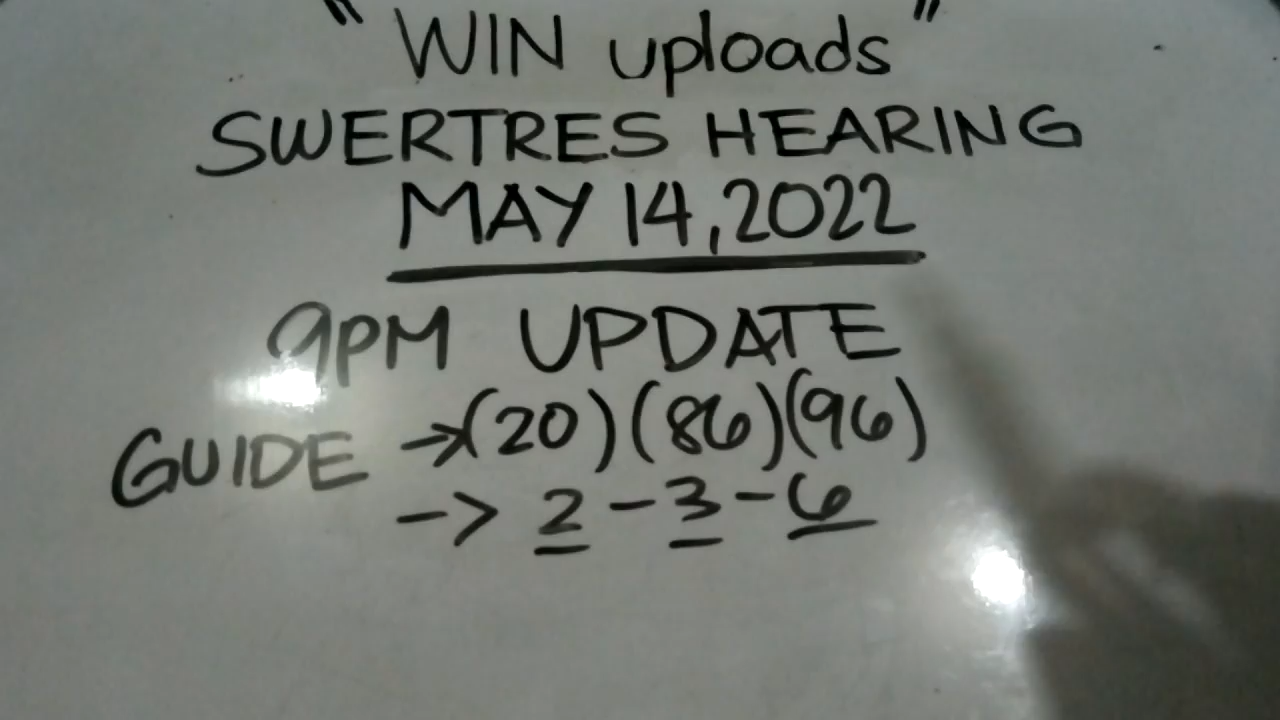 "WIN uploads"
SWERTRES HEARING
MAY 14,2022
9PM UPDATE
GUIDE →(20)(86)(96)
→ 2-3-6